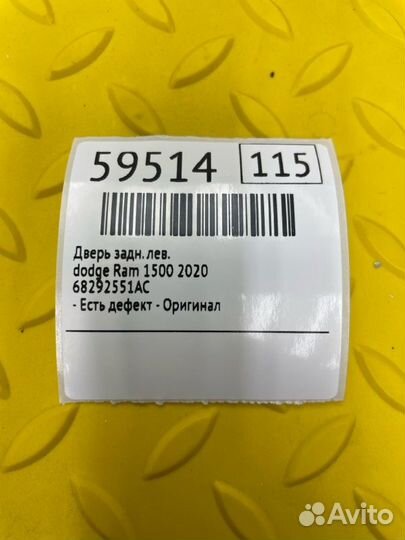 59514 115
Дверь задн. лев.
dodge Ram 1500 2020
68292551AC
- Есть дефект - Оригинал
Avito